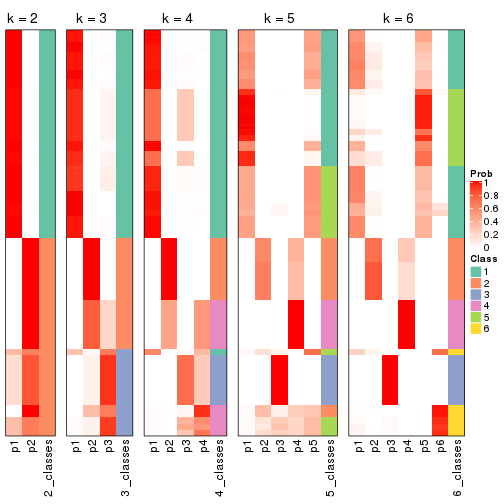 k = 2
k = 3
k = 4
k = 5
k = 6
p1
p2
2_classes
p1
p2
p3
3_classes
p1
p2
p3
p4
4_classes
p1
p2
p3
p4
p5
5_classes
p1
p2
p3
p4
p5
p6
6_classes
Prob
1
0.8
0.6
0.4
0.2
0
Class
1
2
3
4
5
6